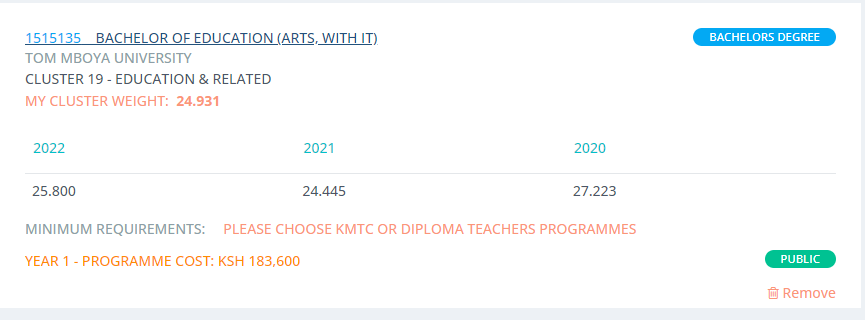 1515135 BACHELOR OF EDUCATION (ARTS, WITH IT)
BACHELORS DEGREE
TOM MBOYA UNIVERSITY
CLUSTER 19 - EDUCATION & RELATED
MY CLUSTER WEIGHT: 24.931
2022 2021 2020
25.800 24.445 27.223
MINIMUM REQUIREMENTS: PLEASE CHOOSE KMTC OR DIPLOMA TEACHERS PROGRAMMES
YEAR 1 - PROGRAMME COST: KSH 183,600
PUBLIC
Remove